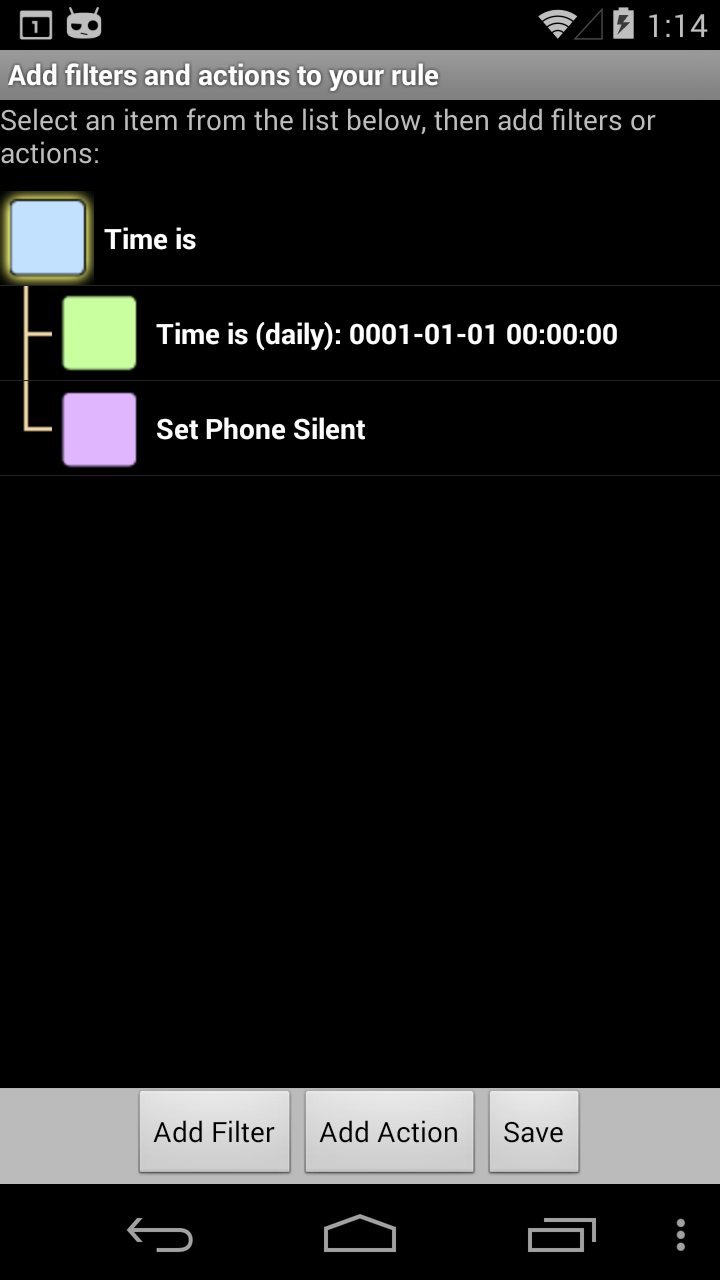 1
1:14
Add filters and actions to your rule
Select an item from the list below, then add filters or
actions:
Time is
Time is (daily): 0001-01-01 00:00:00
Set Phone Silent
Add Filter
Add Action
Save